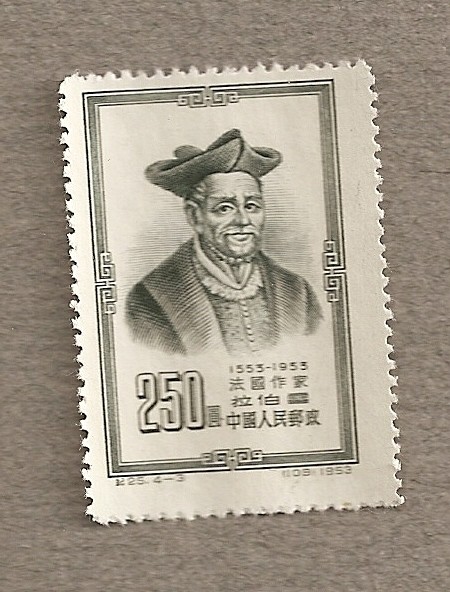 1553-1953
法國作家
拉伯雷
250圓
中國人民郵政
紀25.4-3
(109)1953